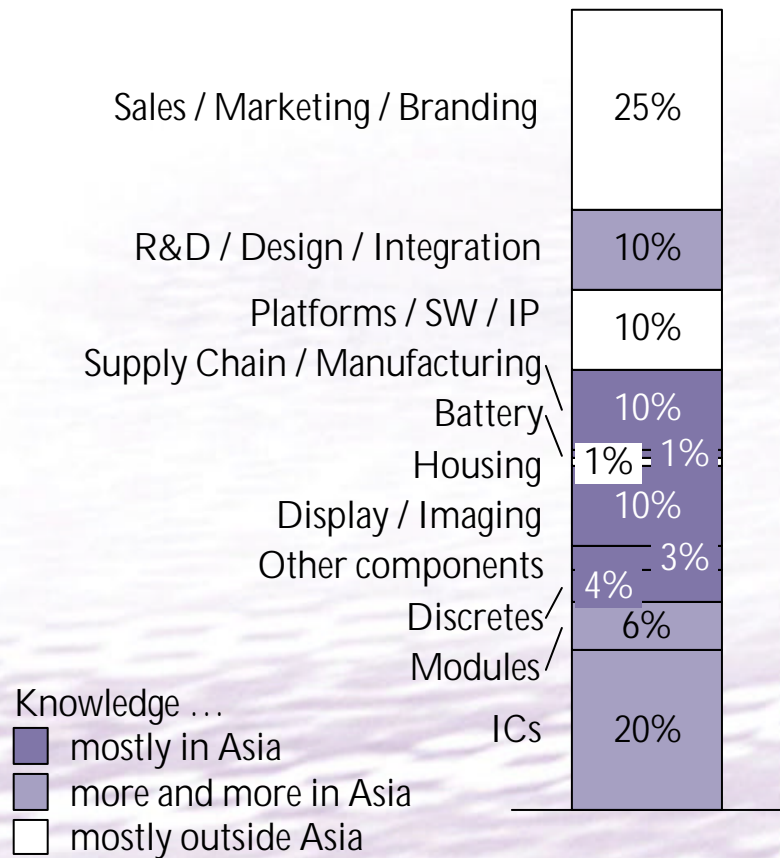 Sales / Marketing / Branding 25%
R&D / Design / Integration 10%
Platforms / SW / IP 10%
Supply Chain / Manufacturing 10%
Battery 1%
Housing 1%
Display / Imaging 10%
Other components 3%
Discretes 4%
Modules 6%
ICs 20%
Knowledge …
mostly in Asia
more and more in Asia
mostly outside Asia